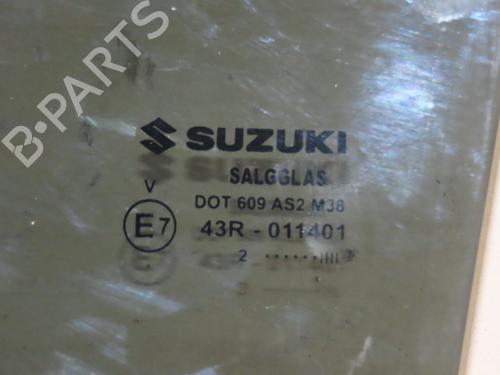 B·PARTS
SUZUKI
SALGGLAS
V
DOT 609 AS2 M38
E7
43R - 011401
2 ······||||